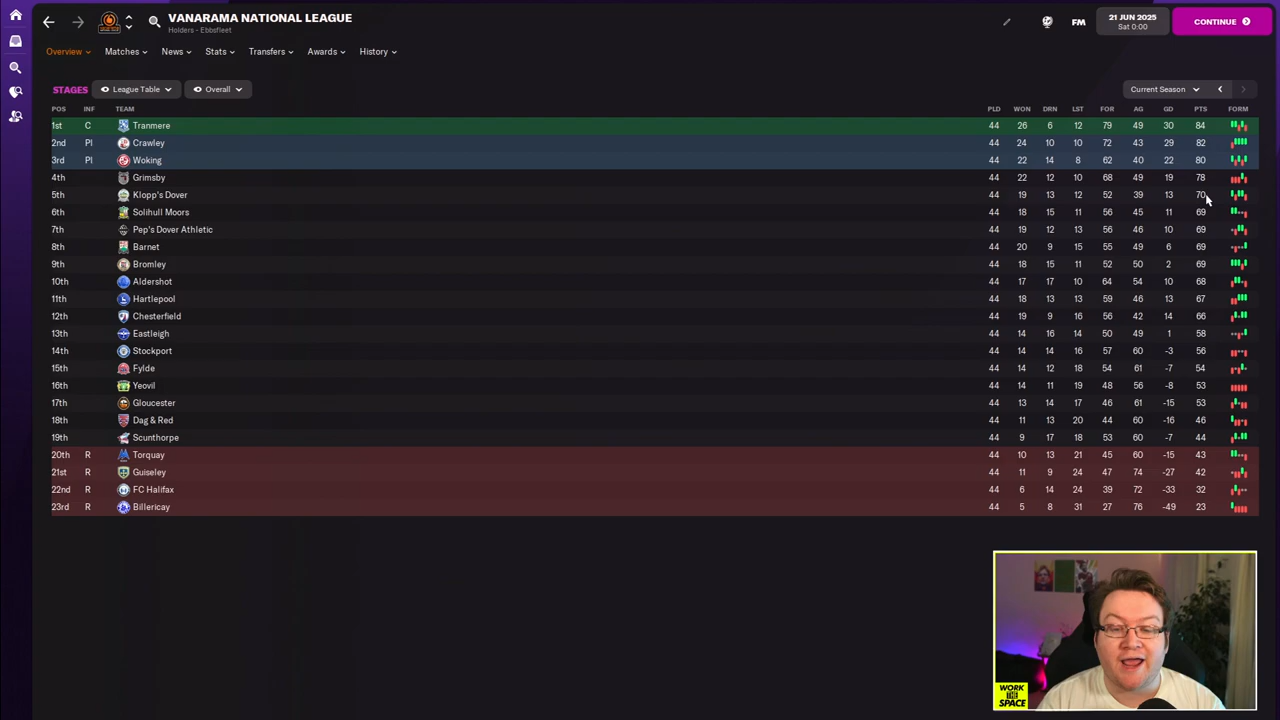 VANARAMA NATIONAL LEAGUE
Holders - Ebbsfleet
FM
21 JUN 2025
Sat 0:00
CONTINUE
Overview Matches News Stats Transfers Awards History
STAGES League Table Overall Current Season
POS INF TEAM PLD WON DRN LST FOR AG GD PTS FORM
1st C Tranmere 44 26 6 12 79 49 30 84
2nd Pl Crawley 44 24 10 10 72 43 29 82
3rd Pl Woking 44 22 14 8 62 40 22 80
4th Grimsby 44 22 12 10 68 49 19 78
5th Klopp's Dover 44 19 13 12 52 39 13 70
6th Solihull Moors 44 18 15 11 56 45 11 69
7th Pep's Dover Athletic 44 19 12 13 56 46 10 69
8th Barnet 44 20 9 15 55 49 6 69
9th Bromley 44 18 15 11 52 50 2 69
10th Aldershot 44 17 17 10 64 54 10 68
11th Hartlepool 44 18 13 13 59 46 13 67
12th Chesterfield 44 19 9 16 56 42 14 66
13th Eastleigh 44 14 16 14 50 49 1 58
14th Stockport 44 14 14 16 57 60 -3 56
15th Fylde 44 14 12 18 54 61 -7 54
16th Yeovil 44 14 11 19 48 56 -8 53
17th Gloucester 44 13 14 17 46 61 -15 53
18th Dag & Red 44 11 13 20 44 60 -16 46
19th Scunthorpe 44 9 17 18 53 60 -7 44
20th R Torquay 44 10 13 21 45 60 -15 43
21st R Guiseley 44 11 9 24 47 74 -27 42
22nd R FC Halifax 44 6 14 24 39 72 -33 32
23rd R Billericay 44 5 8 31 27 76 -49 23
WORK
THE
SPACE